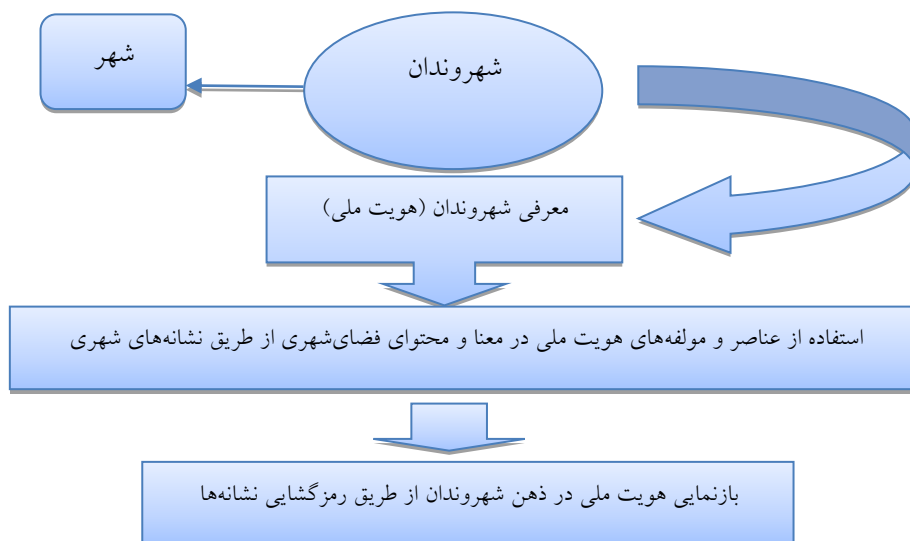 شهر
شهروندان
معرفی شهروندان (هویت ملی)
استفاده از عناصر و مولفه‌های هویت ملی در معنا و محتوای فضای‌شهری از طریق نشانه‌های شهری
بازنمایی هویت ملی در ذهن شهروندان از طریق رمزگشایی نشانه‌ها